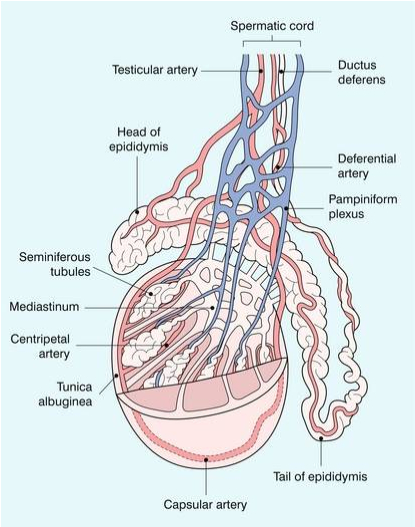 Spermatic cord
Testicular artery
Ductus
deferens
Head of
epididymis
Deferential
artery
Pampiniform
plexus
Seminiferous
tubules
Mediastinum
Centripetal
artery
Tunica
albuginea
Tail of epididymis
Capsular artery